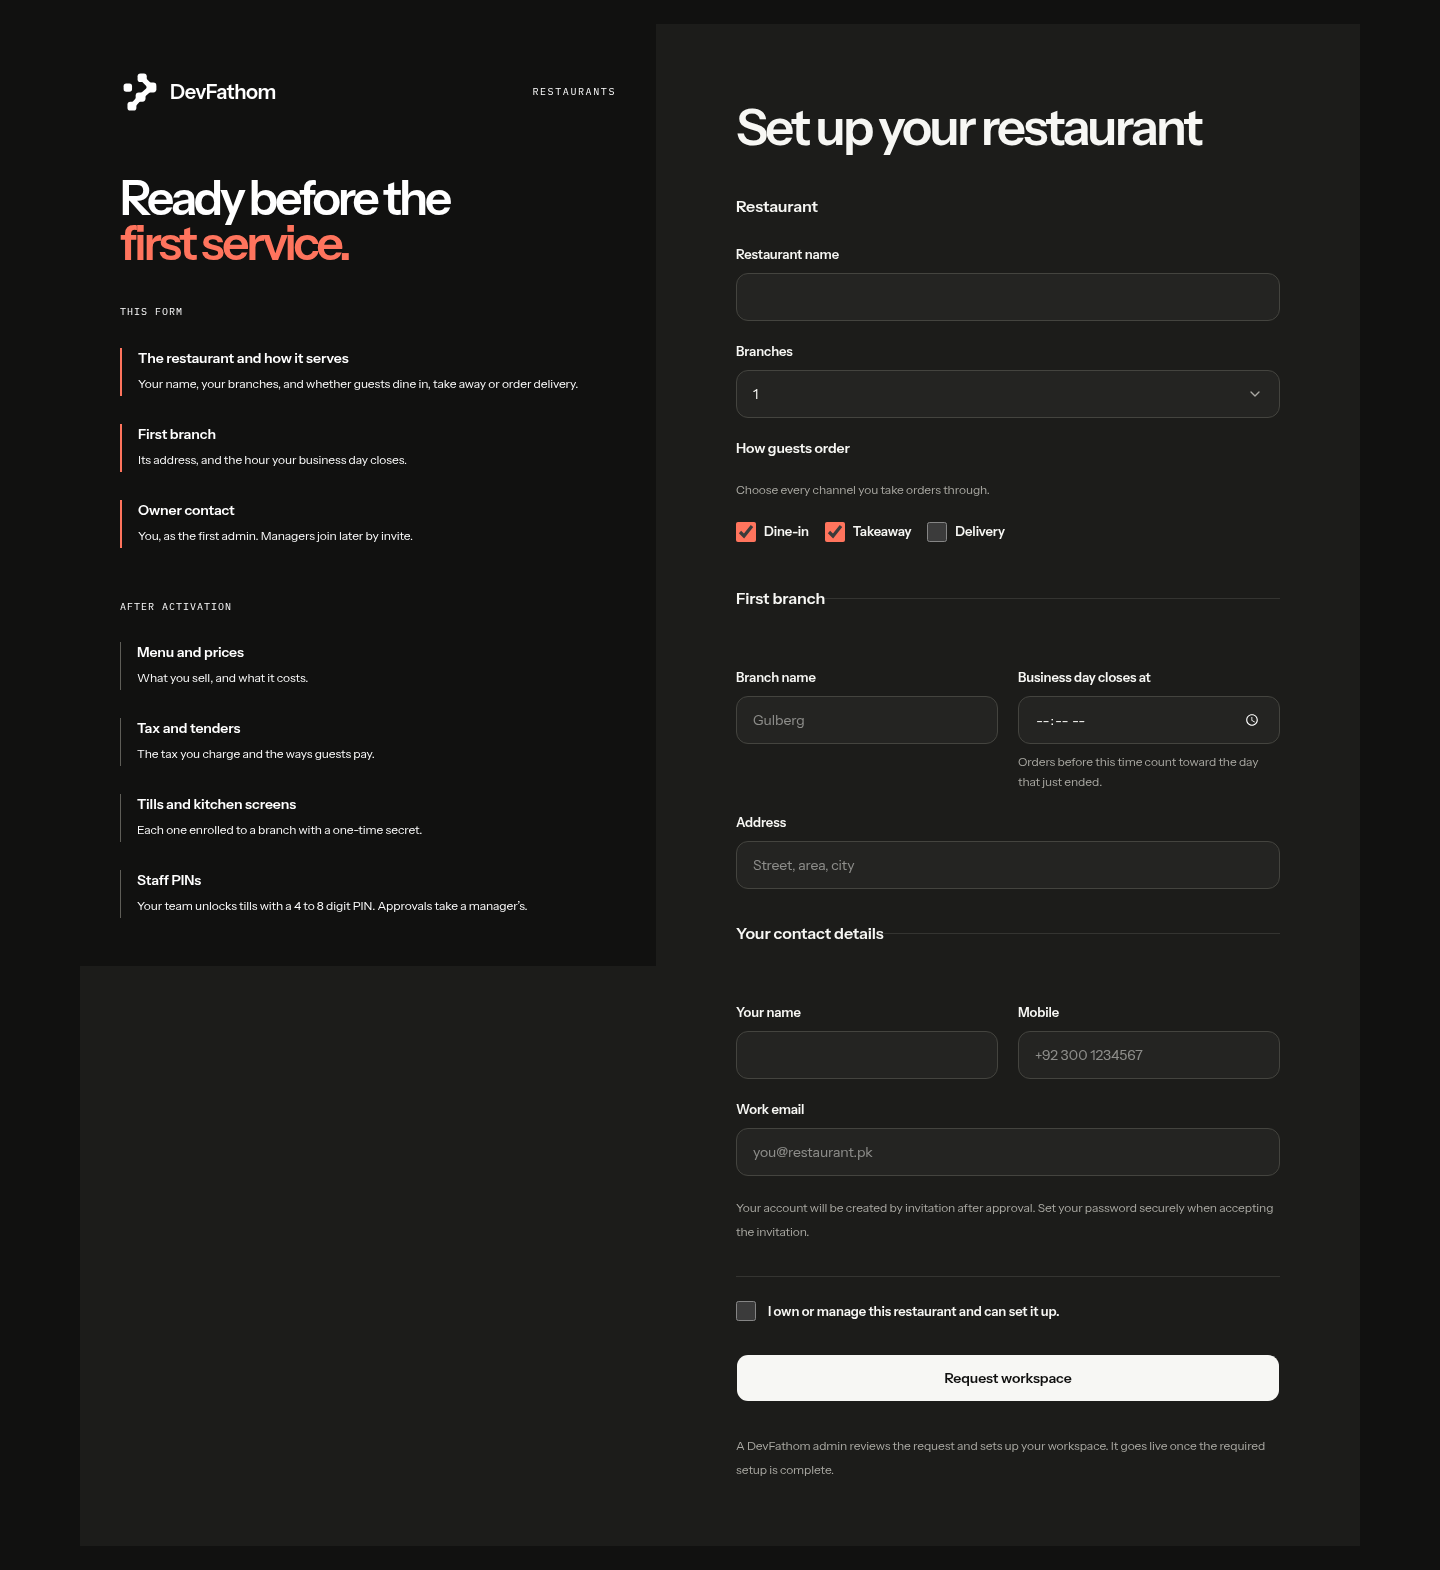 DevFathom
RESTAURANTS
Ready before the
first service.
THIS FORM
The restaurant and how it serves
Your name, your branches, and whether guests dine in, take away or order delivery.
First branch
Its address, and the hour your business day closes.
Owner contact
You, as the first admin. Managers join later by invite.
AFTER ACTIVATION
Menu and prices
What you sell, and what it costs.
Tax and tenders
The tax you charge and the ways guests pay.
Tills and kitchen screens
Each one enrolled to a branch with a one-time secret.
Staff PINs
Your team unlocks tills with a 4 to 8 digit PIN. Approvals take a manager's.
Set up your restaurant
Restaurant
Restaurant name
Branches
1
How guests order
Choose every channel you take orders through.
Dine-in Takeaway Delivery
First branch
Branch name Business day closes at
Gulberg --:-- --
Orders before this time count toward the day
that just ended.
Address
Street, area, city
Your contact details
Your name Mobile
+92 300 1234567
Work email
you@restaurant.pk
Your account will be created by invitation after approval. Set your password securely when accepting
the invitation.
I own or manage this restaurant and can set it up.
Request workspace
A DevFathom admin reviews the request and sets up your workspace. It goes live once the required
setup is complete.